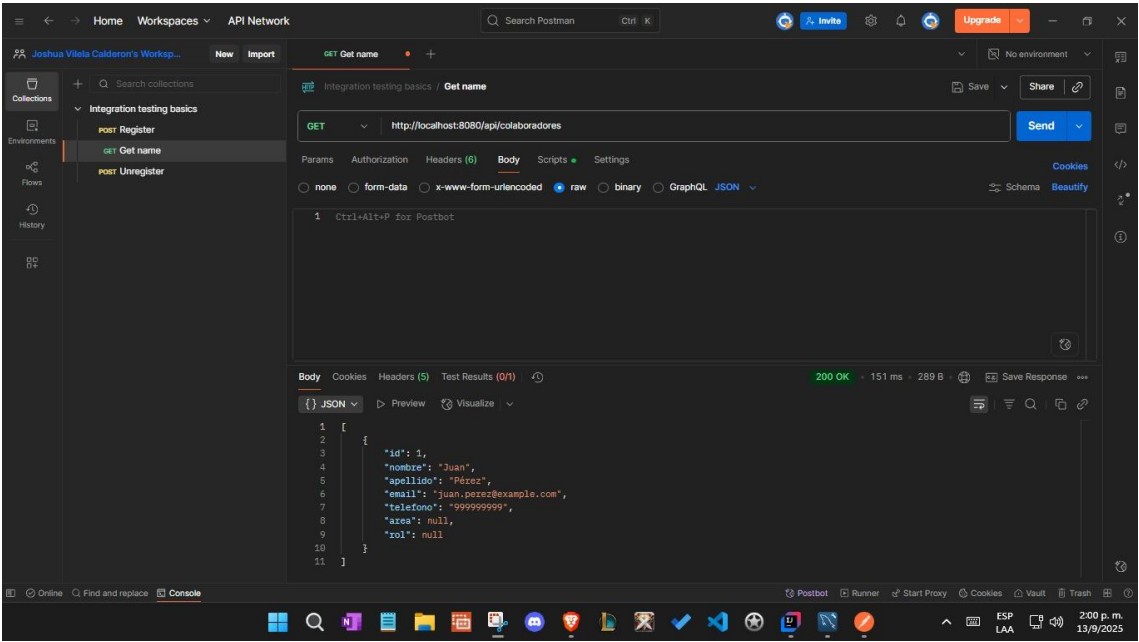 Home Workspaces API Network Search Postman Ctrl K Invite Upgrade
Joshua Vilela Calderon's Worksp... New Import GET Get name No environment
Collections
Environments
Flows
History
Search collections
Integration testing basics
POST Register
GET Get name
POST Unregister
HTTP Integration testing basics / Get name Save Share
GET http://localhost:8080/api/colaboradores Send
Params Authorization Headers (6) Body Scripts Settings Cookies
none form-data x-www-form-urlencoded raw binary GraphQL JSON Schema Beautify
1 Ctrl+Alt+P for Postbot
Body Cookies Headers (5) Test Results (0/1) 200 OK 151 ms 289 B Save Response
{} JSON Preview Visualize
1 [
2 {
3 "id": 1,
4 "nombre": "Juan",
5 "apellido": "Pérez",
6 "email": "juan.perez@example.com",
7 "telefono": "999999999",
8 "area": null,
9 "rol": null
10 }
11 ]
Online Find and replace Console Postbot Runner Start Proxy Cookies Vault Trash
ESP 2:00 p. m.
LAA 13/9/2025